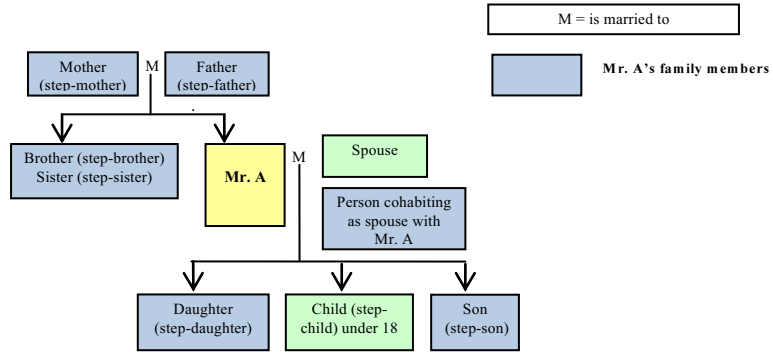 M = is married to
Mr. A's family members
Mother
(step-mother)
M
Father
(step-father)
Brother (step-brother)
Sister (step-sister)
Mr. A
M
Spouse
Person cohabiting
as spouse with
Mr. A
Daughter
(step-daughter)
Child (step-
child) under 18
Son
(step-son)